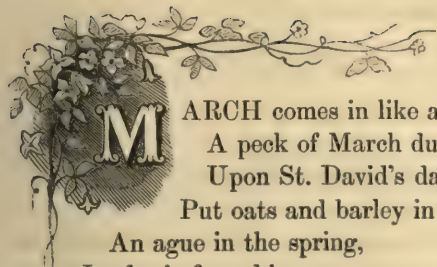 MARCH comes in like a
A peck of March du
Upon St. David's da
Put oats and barley in
An ague in the spring,